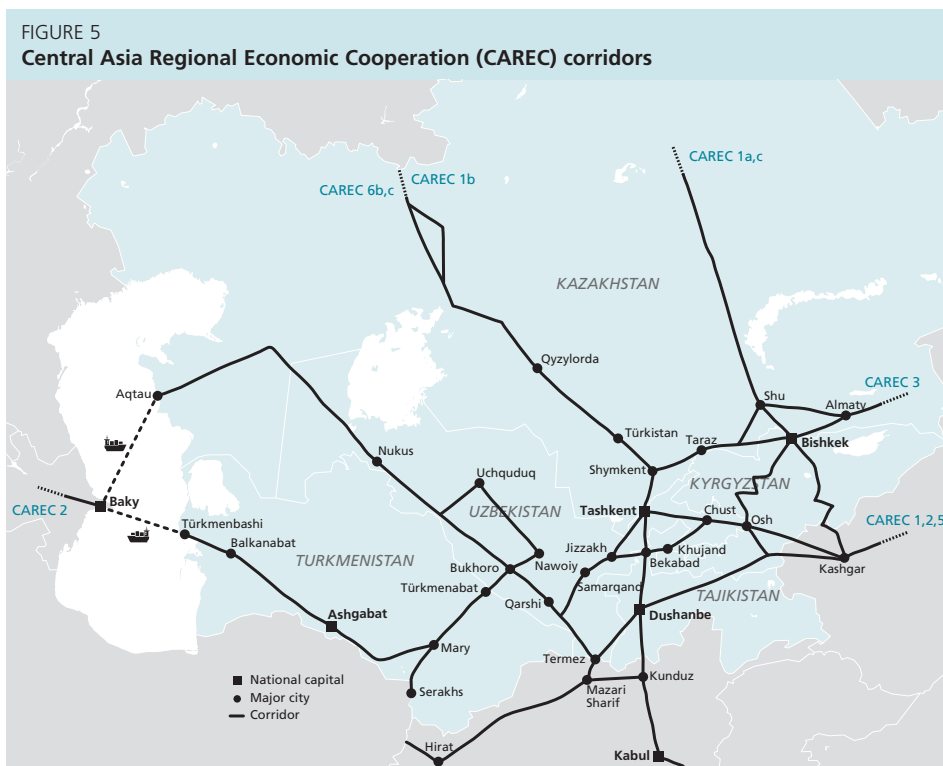 FIGURE 5
Central Asia Regional Economic Cooperation (CAREC) corridors
CAREC 1a,c
CAREC 6b,c
CAREC 1b
KAZAKHSTAN
Qyzylorda
Aqtau
Shu
CAREC 3
Almaty
Türkistan
Taraz
Bishkek
Nukus
Shymkent
Uchquduq
KYRGYZSTAN
Baky
CAREC 2
UZBEKISTAN
Tashkent
Chust
Osh
CAREC 1,2,5
Türkmenbashi
Balkanabat
TURKMENISTAN
Jizzakh
Khujand
Bukhoro
Nawoiy
Bekabad
Kashgar
Türkmenabat
Samarqand
Qarshi
TAJIKISTAN
Ashgabat
Dushanbe
Mary
Termez
National capital
Kunduz
Serakhs
Major city
Mazari
Sharif
Corridor
Hirat
Kabul